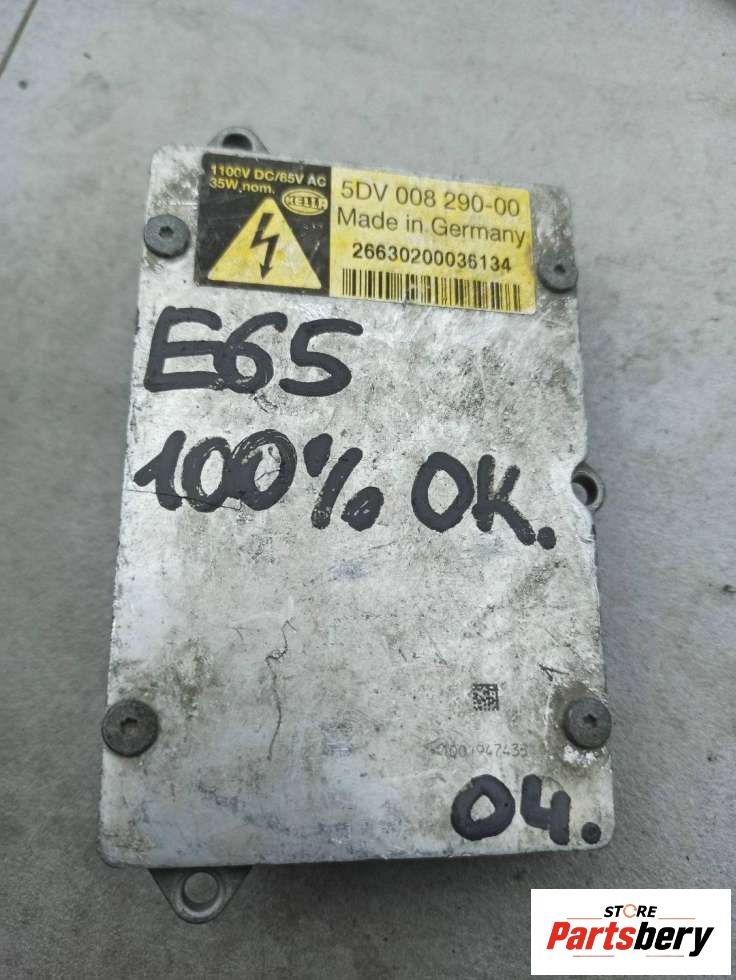 1100V DC/85V AC
35W nom.
HELLA
5DV 008 290-00
Made in Germany
26630200036134
E65
100% OK.
04.
STORE
Partsbery